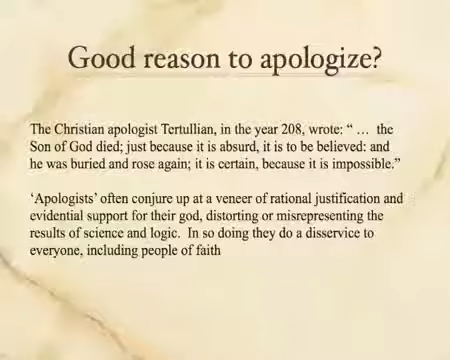 Good reason to apologize?
The Christian apologist Tertullian, in the year 208, wrote: “ … the
Son of God died; just because it is absurd, it is to be believed: and
he was buried and rose again; it is certain, because it is impossible.”
‘Apologists’ often conjure up at a veneer of rational justification and
evidential support for their god, distorting or misrepresenting the
results of science and logic. In so doing they do a disservice to
everyone, including people of faith